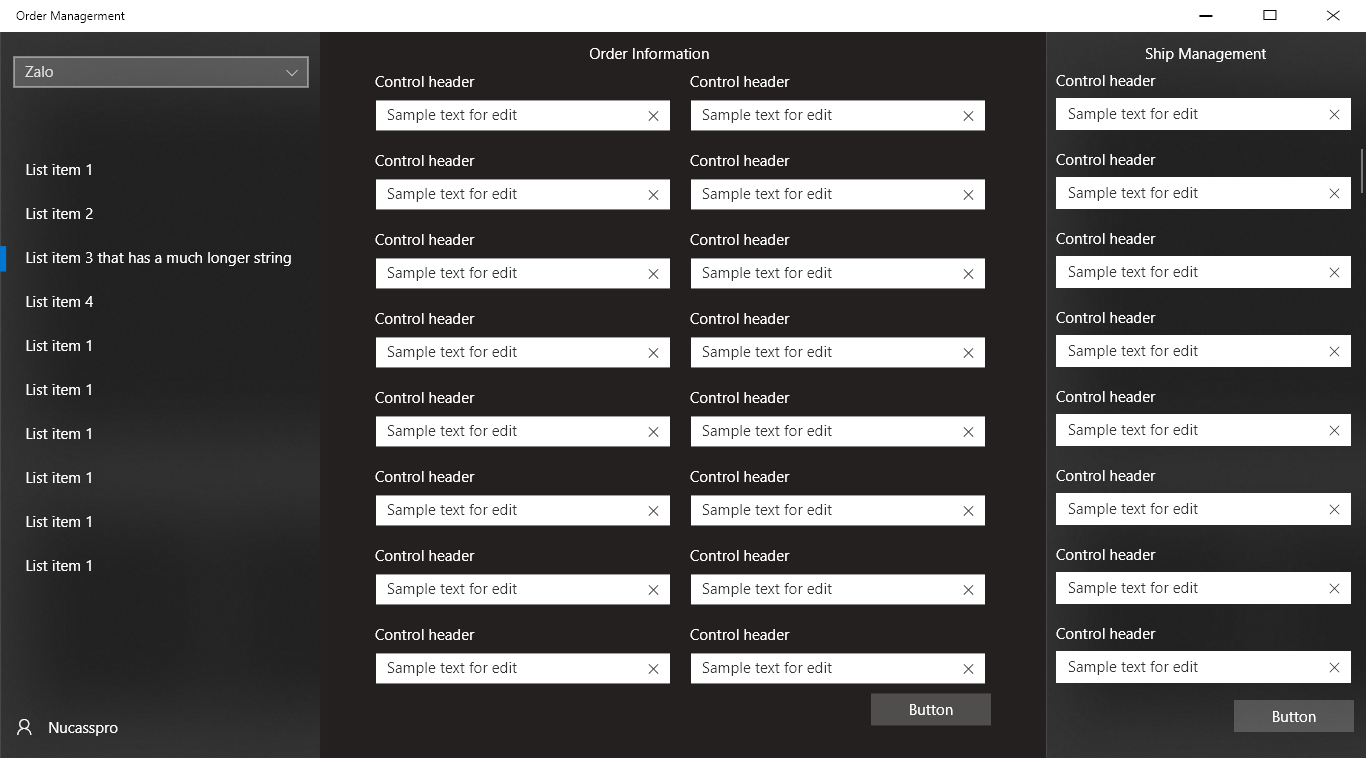 Order Management
Zalo
List item 1
List item 2
List item 3 that has a much longer string
List item 4
List item 1
List item 1
List item 1
List item 1
List item 1
List item 1
Nucasspro
Order Information
Control header Control header
Sample text for edit Sample text for edit
Control header Control header
Sample text for edit Sample text for edit
Control header Control header
Sample text for edit Sample text for edit
Control header Control header
Sample text for edit Sample text for edit
Control header Control header
Sample text for edit Sample text for edit
Control header Control header
Sample text for edit Sample text for edit
Control header Control header
Sample text for edit Sample text for edit
Control header Control header
Sample text for edit Sample text for edit
Button
Ship Management
Control header
Sample text for edit
Control header
Sample text for edit
Control header
Sample text for edit
Control header
Sample text for edit
Control header
Sample text for edit
Control header
Sample text for edit
Control header
Sample text for edit
Control header
Sample text for edit
Button